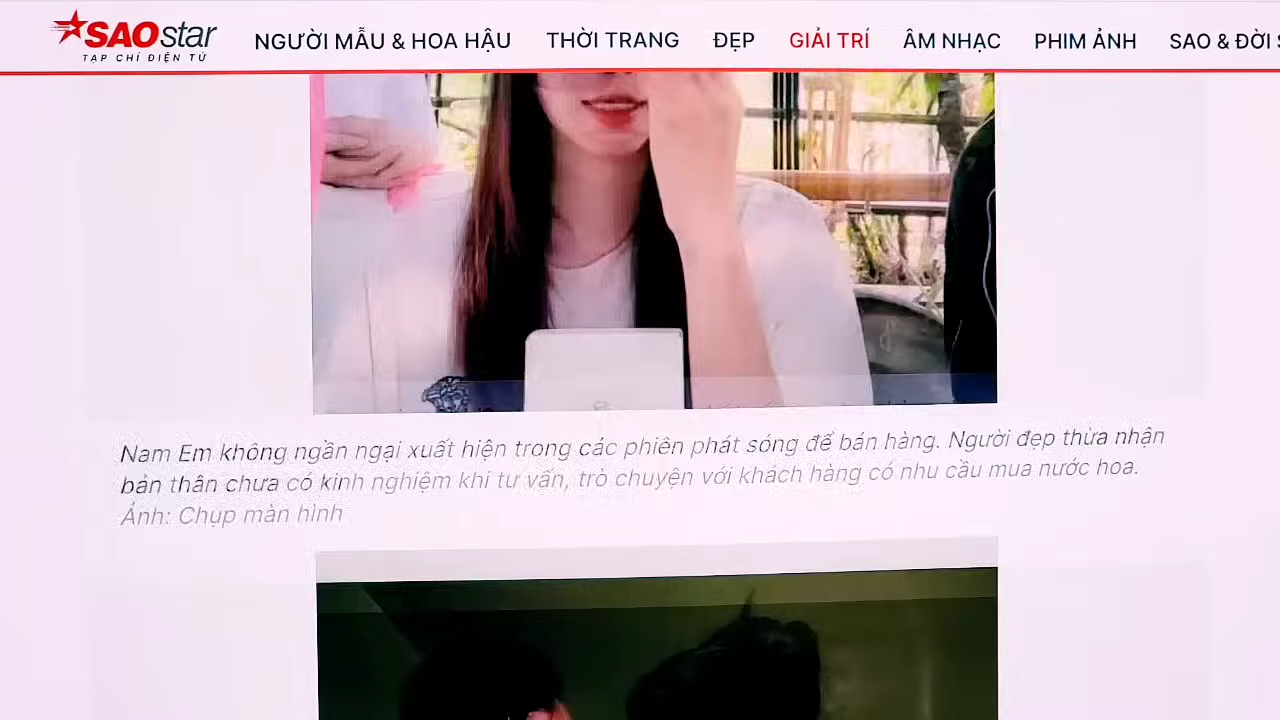 SAOstar
TẠP CHÍ ĐIỆN TỬ
NGƯỜI MẪU & HOA HẬU THỜI TRANG ĐẸP GIẢI TRÍ ÂM NHẠC PHIM ẢNH SAO & ĐỜI
Nam Em không ngần ngại xuất hiện trong các phiên phát sóng để bán hàng. Người đẹp thừa nhận
bản thân chưa có kinh nghiệm khi tư vấn, trò chuyện với khách hàng có nhu cầu mua nước hoa.
Ảnh: Chụp màn hình